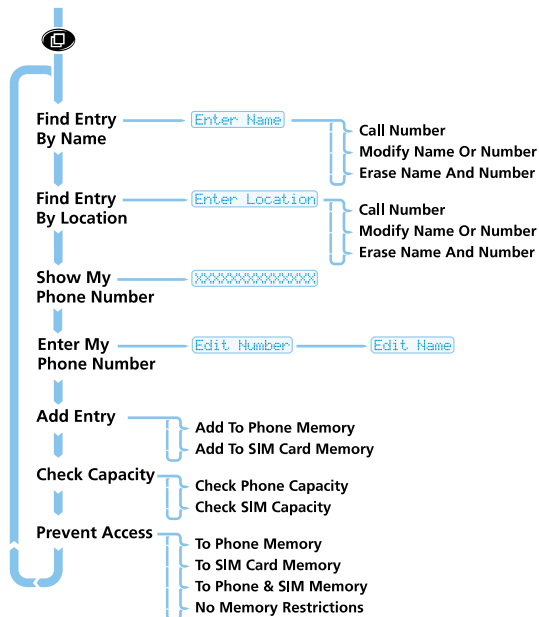 Find Entry
By Name
Enter Name
Call Number
Modify Name Or Number
Erase Name And Number
Find Entry
By Location
Enter Location
Call Number
Modify Name Or Number
Erase Name And Number
Show My
Phone Number
XXXXXXXXXXXXXX
Enter My
Phone Number
Edit Number
Edit Name
Add Entry
Add To Phone Memory
Add To SIM Card Memory
Check Capacity
Check Phone Capacity
Check SIM Capacity
Prevent Access
To Phone Memory
To SIM Card Memory
To Phone & SIM Memory
No Memory Restrictions